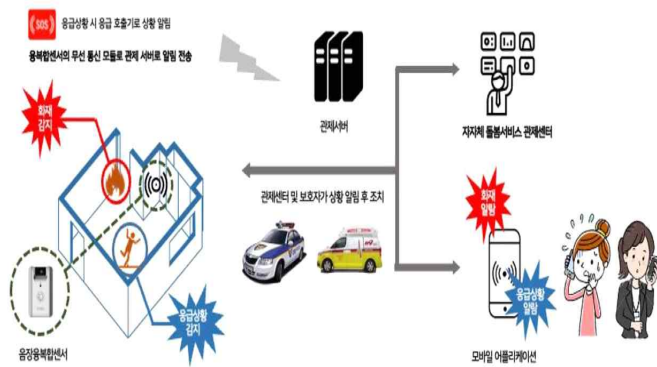 SOS 응급상황 시 응급 호출기로 상황 알림
융복합센서의 무선 통신 모듈로 관제 서버로 알림 전송
화재
감지
관제서버
자자체 돌봄서비스 관제센터
관제센터 및 보호자가 상황 알림 후 조치
화재
알람
응급상황
알람
응급상황
감지
음장융복합센서
모바일 어플리케이션